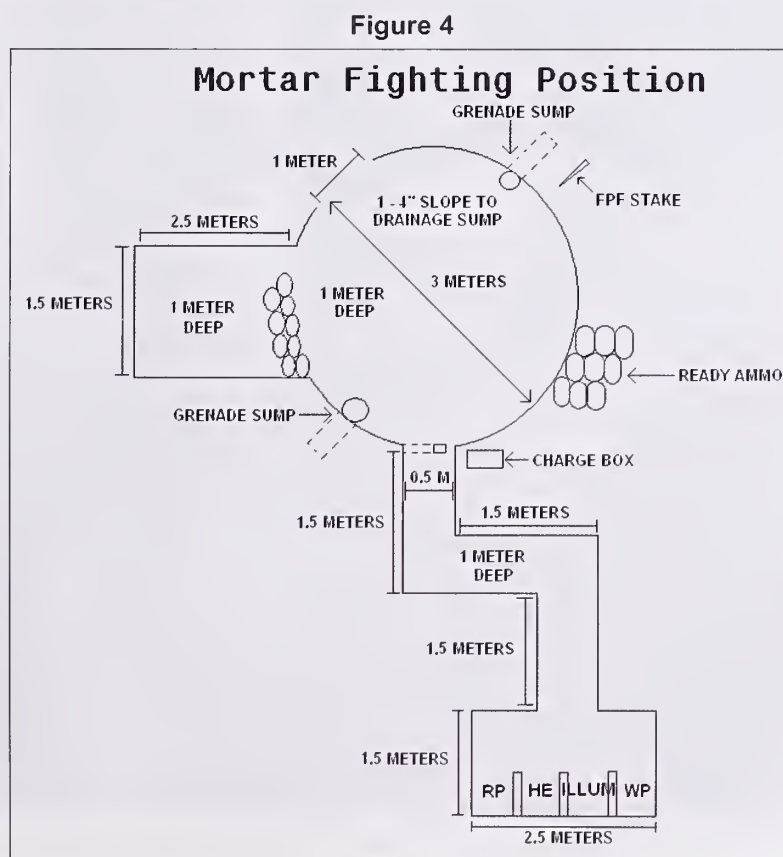 Figure 4
Mortar Fighting Position
GRENADE SUMP
1 METER
FPF STAKE
1 - 4" SLOPE TO
DRAINAGE SUMP
2.5 METERS
3 METERS
1.5 METERS
1 METER
DEEP
1 METER
DEEP
READY AMMO
GRENADE SUMP
CHARGE BOX
0.5 M
1.5 METERS
1.5 METERS
1 METER
DEEP
1.5 METERS
1.5 METERS
RP HE ILLUM WP
2.5 METERS